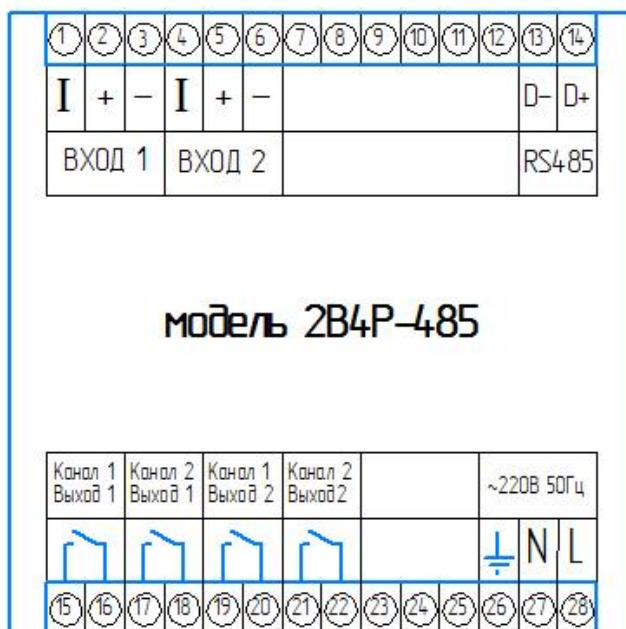 1 2 3 4 5 6 7 8 9 10 11 12 13 14
I + − I + − D− D+
ВХОД 1 ВХОД 2 RS485
модель 2В4Р−485
Канал 1 Канал 2 Канал 1 Канал 2
Выход 1 Выход 1 Выход 2 Выход2
~220В 50Гц
N L
15 16 17 18 19 20 21 22 23 24 25 26 27 28